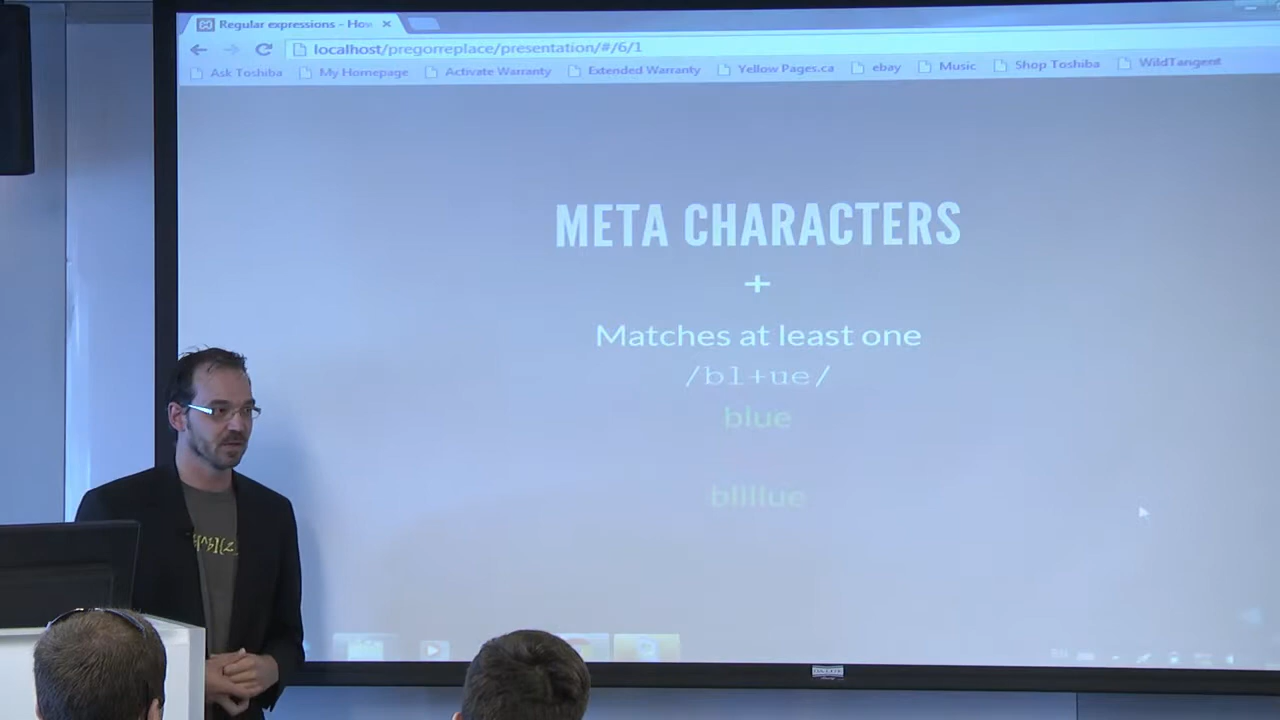 Regular expressions - How
localhost/pregorreplace/presentation/#/6/1
Ask Toshiba My Homepage Activate Warranty Extended Warranty Yellow Pages.ca ebay Music Shop Toshiba WildTangent
META CHARACTERS
+
Matches at least one
/bl+ue/
blue
bllllue